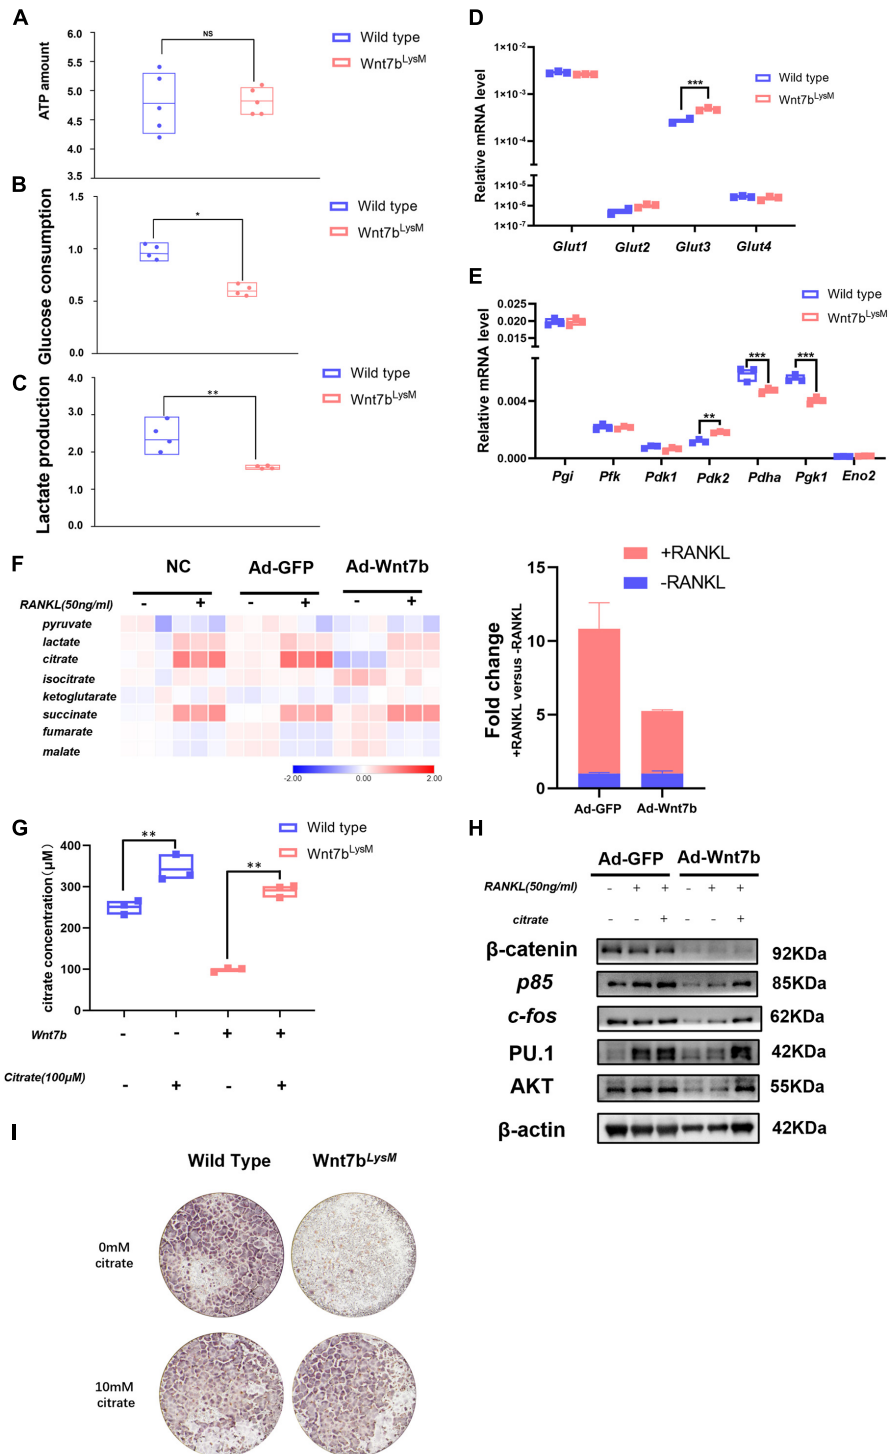 A
ATP amount
6.0
5.5
5.0
4.5
4.0
3.5
NS
Wild type
Wnt7bLysM
B
Glucose consumption
1.5
1.0
0.5
0.0
*
Wild type
Wnt7bLysM
C
Lactate production
4.0
3.0
2.0
1.0
0.0
**
Wild type
Wnt7bLysM
D
Relative mRNA level
1×10-2
1×10-3
1×10-4
1×10-5
1×10-6
1×10-7
***
Wild type
Wnt7bLysM
Glut1 Glut2 Glut3 Glut4
E
Relative mRNA level
0.020
0.015
0.004
0.000
** *** ***
Wild type
Wnt7bLysM
Pgi Pfk Pdk1 Pdk2 Pdha Pgk1 Eno2
F
NC Ad-GFP Ad-Wnt7b
RANKL(50ng/ml) - + - + - +
pyruvate
lactate
citrate
isocitrate
ketoglutarate
succinate
fumarate
malate
-2.00 0.00 2.00
Fold change
+RANKL versus -RANKL
15
10
5
0
+RANKL
-RANKL
Ad-GFP Ad-Wnt7b
G
citrate concentration(μM)
400
300
200
100
0
** **
Wild type
Wnt7bLysM
Wnt7b - - + +
Citrate(100μM) - + - +
H
Ad-GFP Ad-Wnt7b
RANKL(50ng/ml) - + + - + +
citrate - - + - - +
β-catenin 92KDa
p85 85KDa
c-fos 62KDa
PU.1 42KDa
AKT 55KDa
β-actin 42KDa
I
Wild Type Wnt7bLysM
0mM
citrate
10mM
citrate